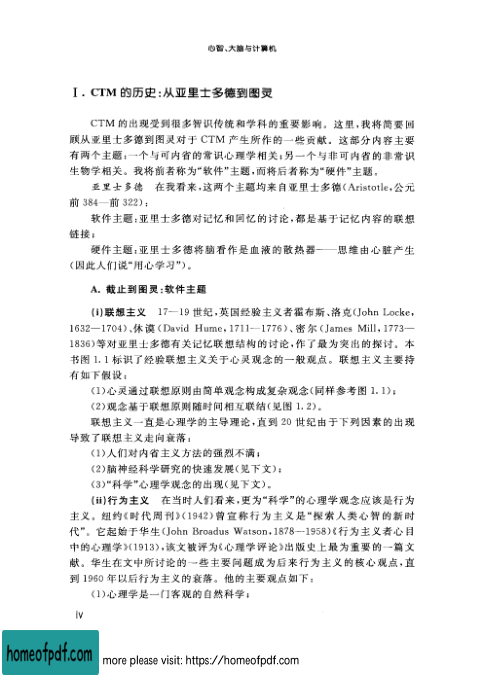 心智、大脑与计算机
Ⅰ. CTM 的历史:从亚里士多德到图灵
CTM 的出现受到很多智识传统和学科的重要影响。这里,我将简要回
顾从亚里士多德到图灵对于 CTM 产生所作的一些贡献。这部分内容主要
有两个主题:一个与可内省的常识心理学相关;另一个与非可内省的非常识
生物学相关。我将前者称为“软件”主题,而将后者称为“硬件”主题。
亚里士多德 在我看来,这两个主题均来自亚里士多德(Aristotle,公元
前 384—前 322):
软件主题:亚里士多德对记忆和回忆的讨论,都是基于记忆内容的联想
链接;
硬件主题:亚里士多德将脑看作是血液的散热器——思维由心脏产生
(因此人们说“用心学习”)。
A. 截止到图灵:软件主题
(ⅰ)联想主义 17—19 世纪,英国经验主义者霍布斯、洛克(John Locke,
1632—1704)、休谟(David Hume,1711—1776)、密尔(James Mill,1773—
1836)等对亚里士多德有关记忆联想结构的讨论,作了最为突出的探讨。本
书图 1.1 标识了经验联想主义关于心灵观念的一般观点。联想主义主要持
有如下假设:
(1)心灵通过联想原则由简单观念构成复杂观念(同样参考图 1.1);
(2)观念基于联想原则随时间相互联结(见图 1.2)。
联想主义一直是心理学的主导理论,直到 20 世纪由于下列因素的出现
导致了联想主义走向衰落:
(1)人们对内省主义方法的强烈不满;
(2)脑神经科学研究的快速发展(见下文);
(3)“科学”心理学观念的出现(见下文)。
(ⅱ)行为主义 在当时人们看来,更为“科学”的心理学观念应该是行为
主义。纽约《时代周刊》(1942)曾宣称行为主义是“探索人类心智的新时
代”。它起始于华生(John Broadus Watson,1878—1958)《行为主义者心目
中的心理学》(1913),该文被评为《心理学评论》出版史上最为重要的一篇文
献。华生在文中所讨论的一些主要问题成为后来行为主义的核心观点,直
到 1960 年以后行为主义的衰落。他的主要观点如下:
(1)心理学是一门客观的自然科学;
iv
homeofpdf.com
more please visit: https://homeofpdf.com